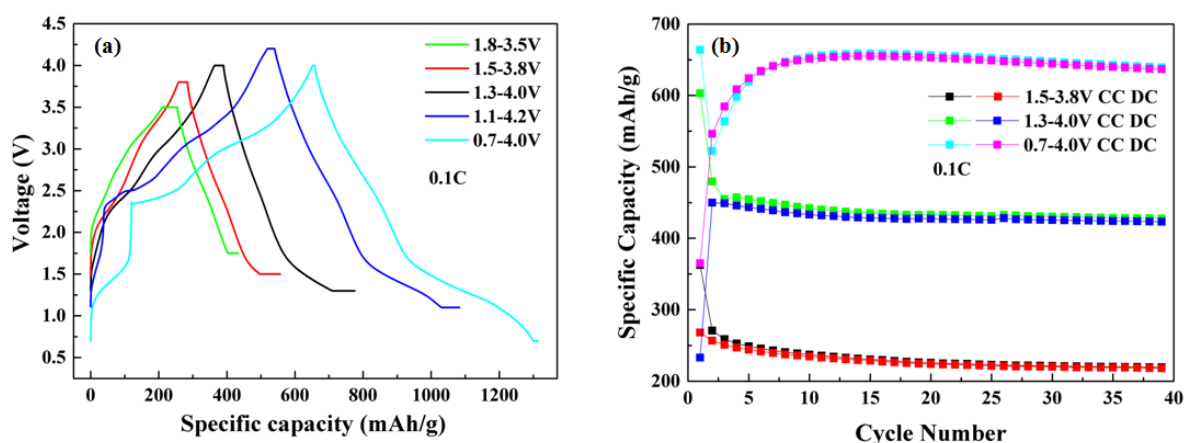 (a)
4.5
4.0
3.5
3.0
2.5
2.0
1.5
1.0
0.5
Voltage (V)
1.8-3.5V
1.5-3.8V
1.3-4.0V
1.1-4.2V
0.7-4.0V
0.1C
0 200 400 600 800 1000 1200
Specific capacity (mAh/g)
(b)
700
600
500
400
300
200
Specific Capacity (mAh/g)
1.5-3.8V CC DC
1.3-4.0V CC DC
0.7-4.0V CC DC
0.1C
0 5 10 15 20 25 30 35 40
Cycle Number